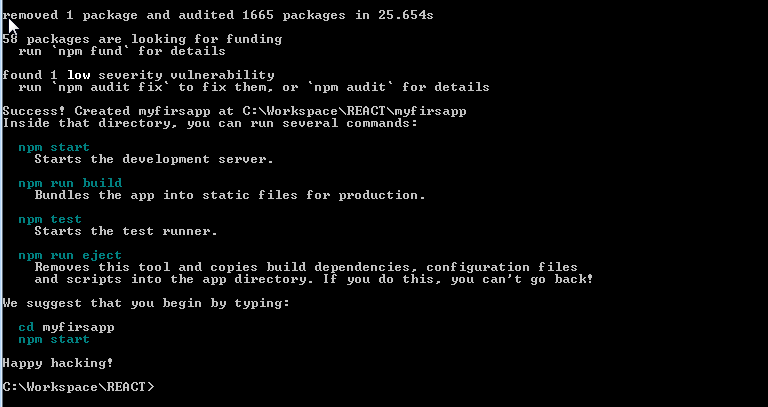 removed 1 package and audited 1665 packages in 25.654s
58 packages are looking for funding
run `npm fund` for details
found 1 low severity vulnerability
run `npm audit fix` to fix them, or `npm audit` for details
Success! Created myfirsapp at C:\Workspace\REACT\myfirsapp
Inside that directory, you can run several commands:
npm start
Starts the development server.
npm run build
Bundles the app into static files for production.
npm test
Starts the test runner.
npm run eject
Removes this tool and copies build dependencies, configuration files
and scripts into the app directory. If you do this, you can't go back!
We suggest that you begin by typing:
cd myfirsapp
npm start
Happy hacking!
C:\Workspace\REACT>